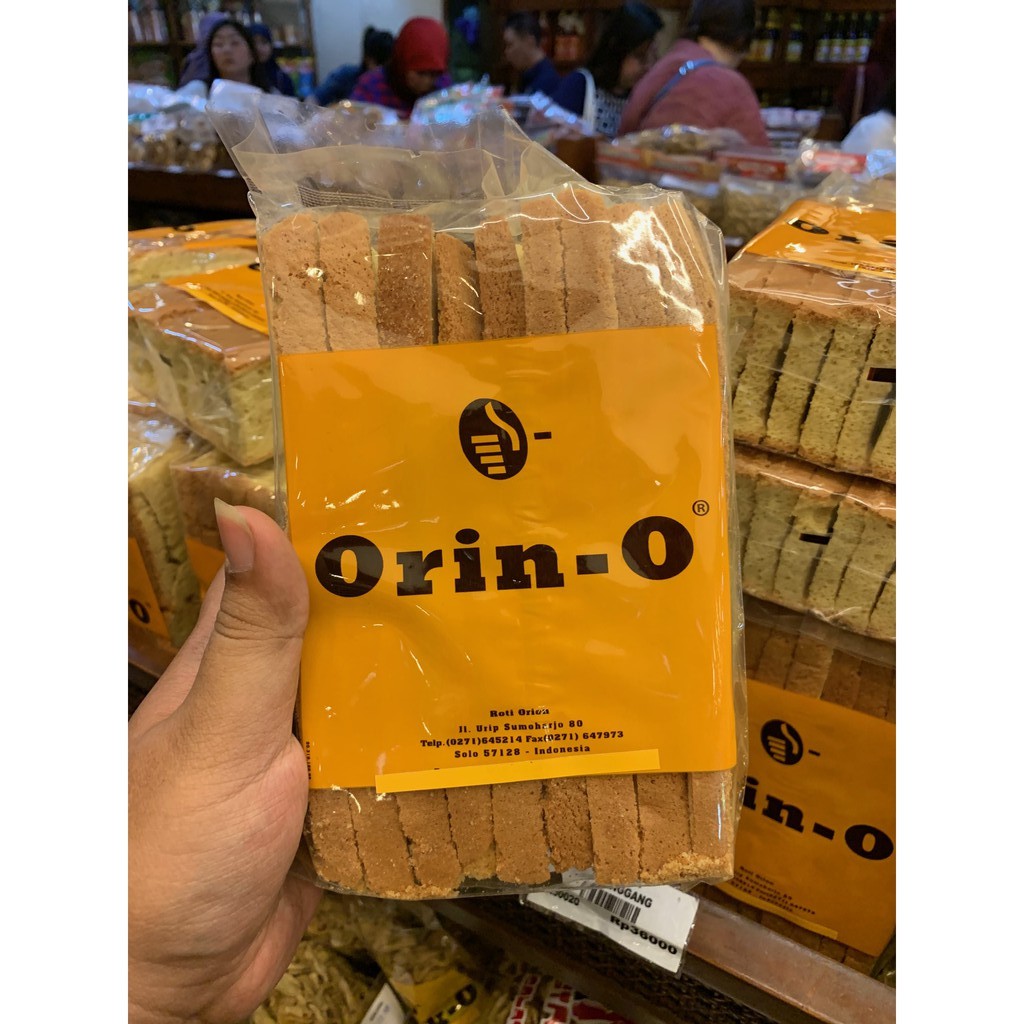 Orin-O®
Roti Orion
Jl. Urip Sumoharjo 80
Telp.(0271)645214 Fax(0271) 647973
Solo 57128 - Indonesia
in-O
Rp36000